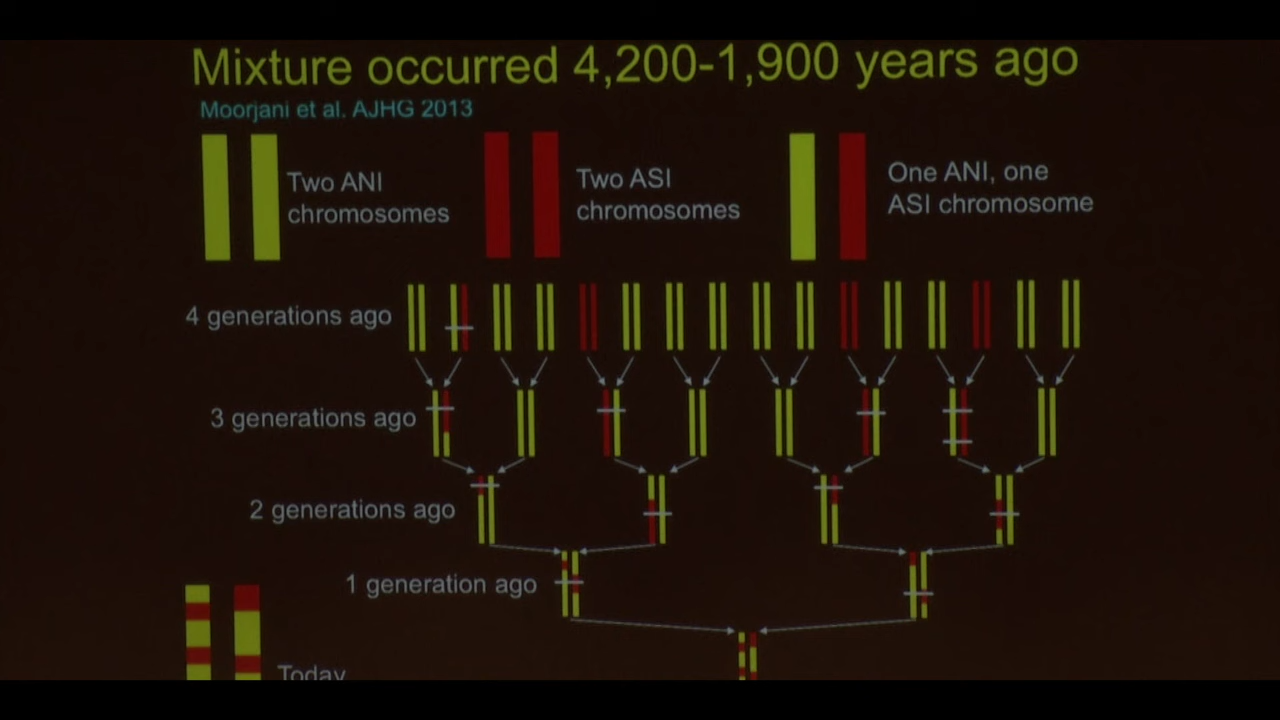 Mixture occurred 4,200-1,900 years ago
Moorjani et al. AJHG 2013
Two ANI
chromosomes
Two ASI
chromosomes
One ANI, one
ASI chromosome
4 generations ago
3 generations ago
2 generations ago
1 generation ago
Today